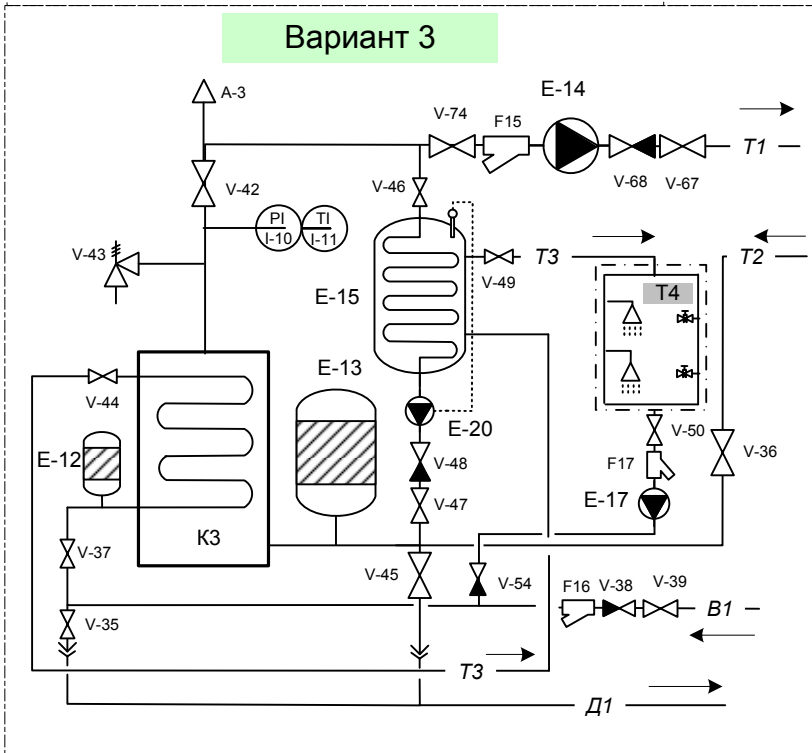 Вариант 3
E-14
A-3
V-74
F15
T1
V-42
V-46
V-68
V-67
PI
I-10
TI
I-11
V-43
T3
T2
V-49
T4
E-15
E-13
V-44
E-20
V-50
V-36
E-12
V-48
F17
E-17
V-47
К3
V-37
V-45
V-54
F16
V-38
V-39
B1
V-35
T3
Д1